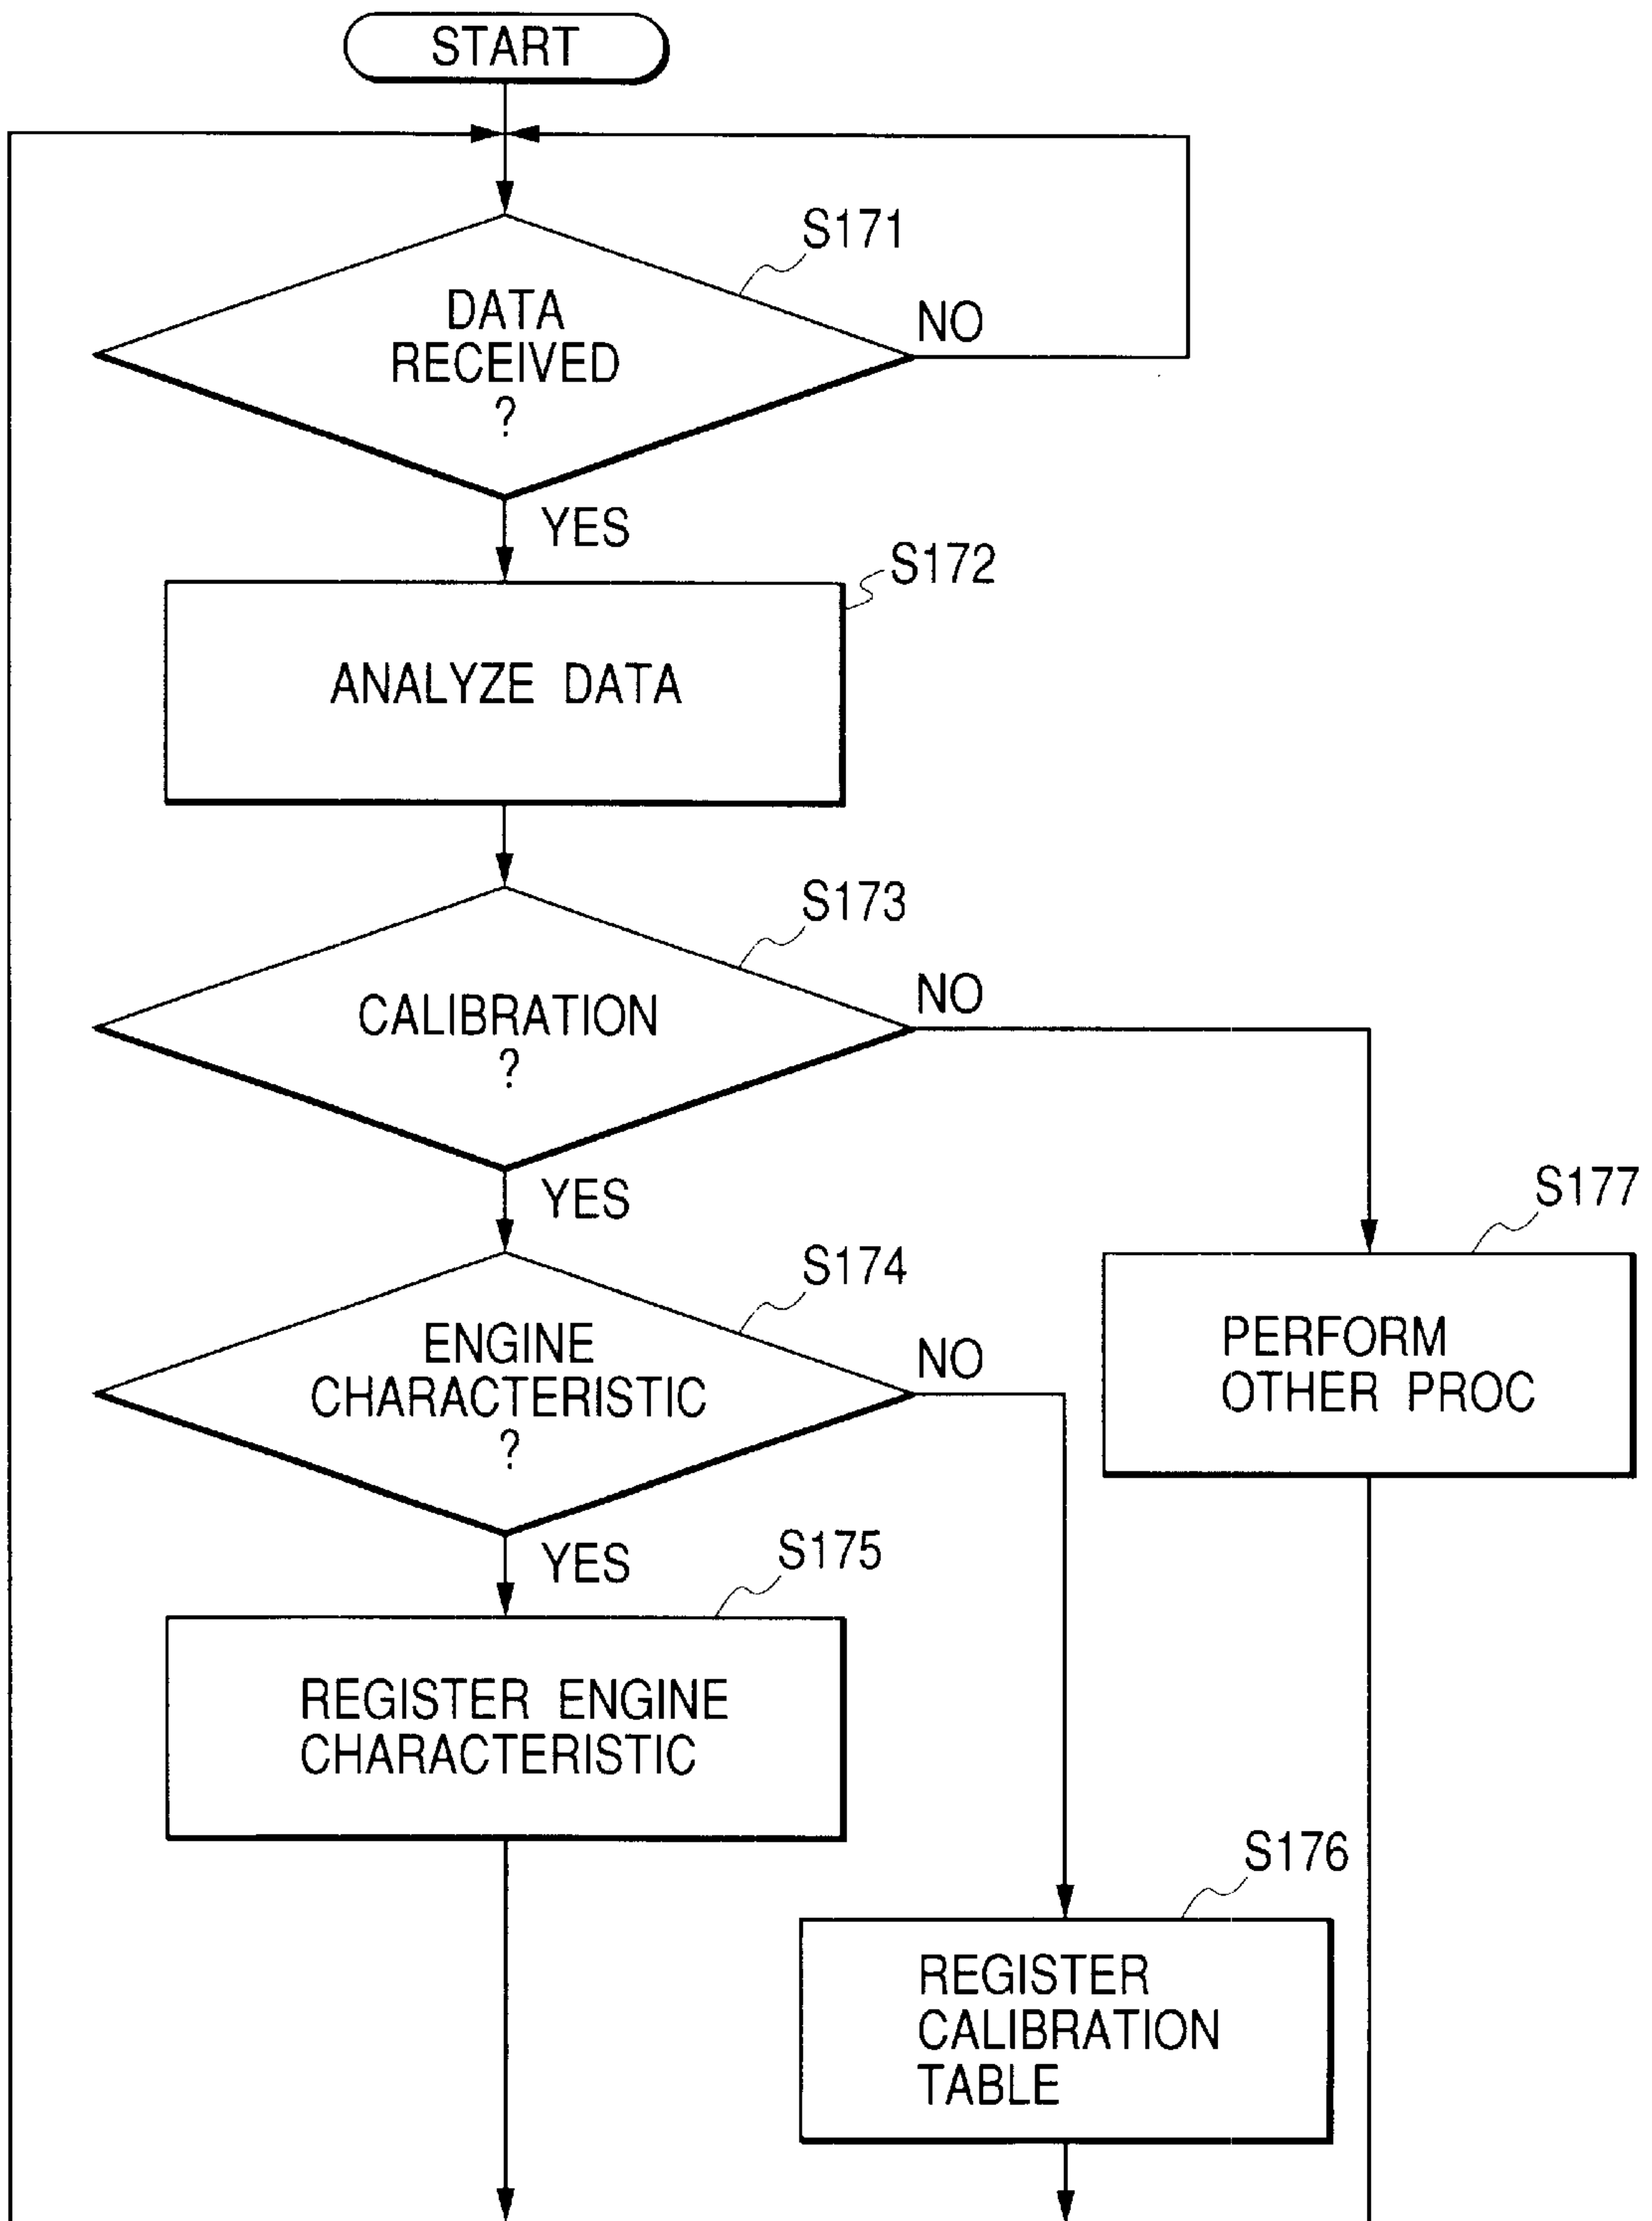 START
S171
DATA
RECEIVED
?
NO
YES
S172
ANALYZE DATA
S173
CALIBRATION
?
NO
YES
S177
PERFORM
OTHER PROC
S174
ENGINE
CHARACTERISTIC
?
NO
YES
S175
REGISTER ENGINE
CHARACTERISTIC
S176
REGISTER
CALIBRATION
TABLE